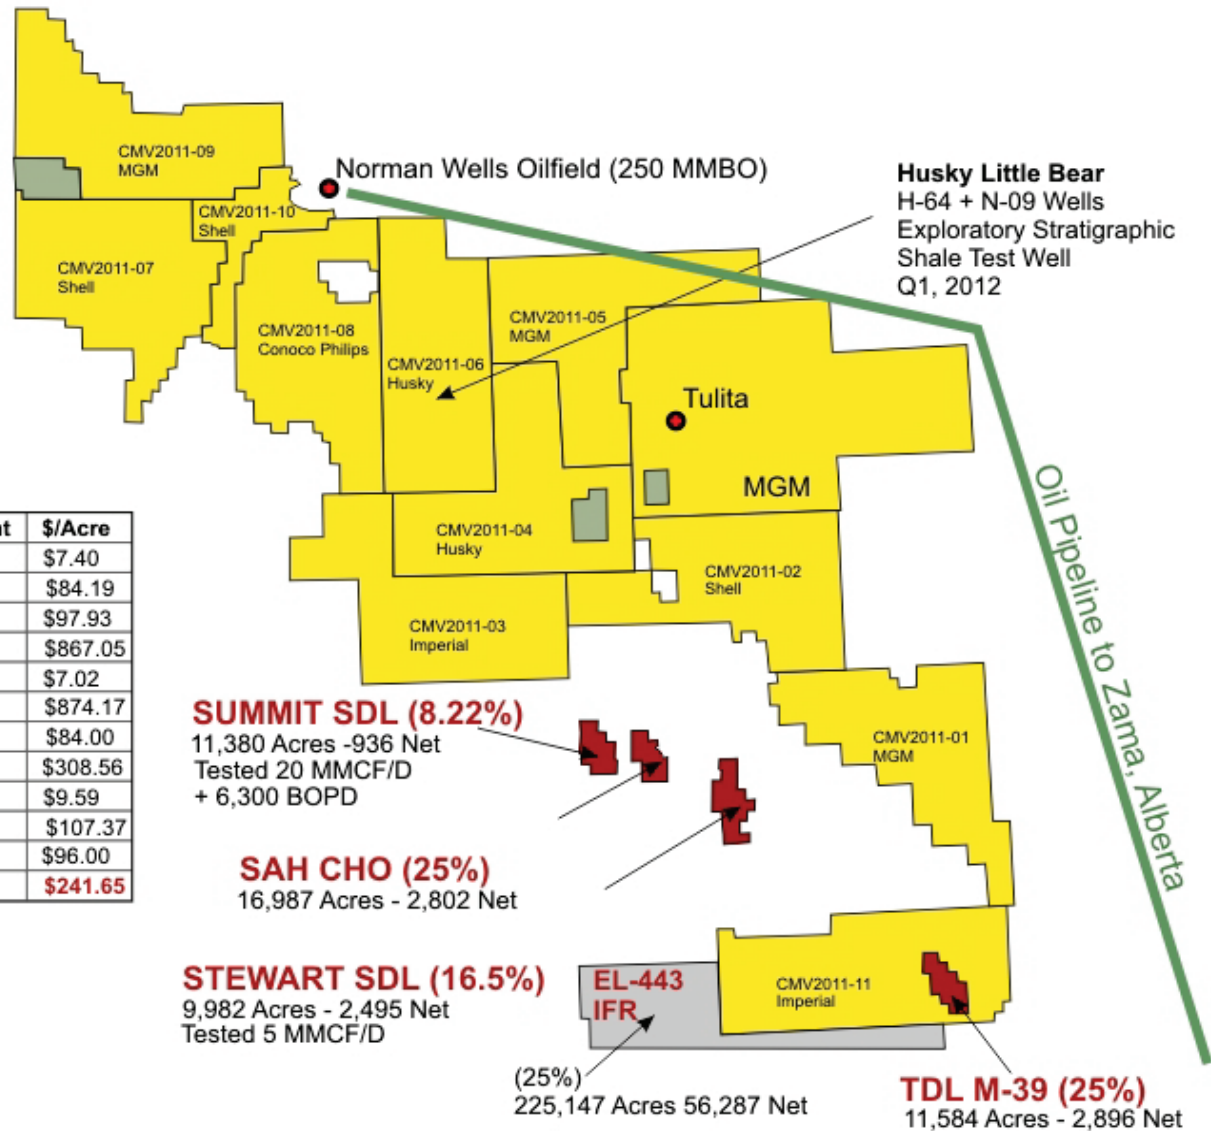 CMV2011-09
MGM
Norman Wells Oilfield (250 MMBO)
Husky Little Bear
H-64 + N-09 Wells
Exploratory Stratigraphic
Shale Test Well
Q1, 2012
CMV2011-10
Shell
CMV2011-07
Shell
CMV2011-08
Conoco Philips
CMV2011-06
Husky
CMV2011-05
MGM
Tulita
MGM
CMV2011-04
Husky
CMV2011-02
Shell
CMV2011-03
Imperial
CMV2011-01
MGM
Oil Pipeline to Zama, Alberta
$/Acre
$7.40
$84.19
$97.93
$867.05
$7.02
$874.17
$84.00
$308.56
$9.59
$107.37
$96.00
$241.65
SUMMIT SDL (8.22%)
11,380 Acres -936 Net
Tested 20 MMCF/D
+ 6,300 BOPD
SAH CHO (25%)
16,987 Acres - 2,802 Net
STEWART SDL (16.5%)
9,982 Acres - 2,495 Net
Tested 5 MMCF/D
EL-443
IFR
CMV2011-11
Imperial
(25%)
225,147 Acres 56,287 Net
TDL M-39 (25%)
11,584 Acres - 2,896 Net